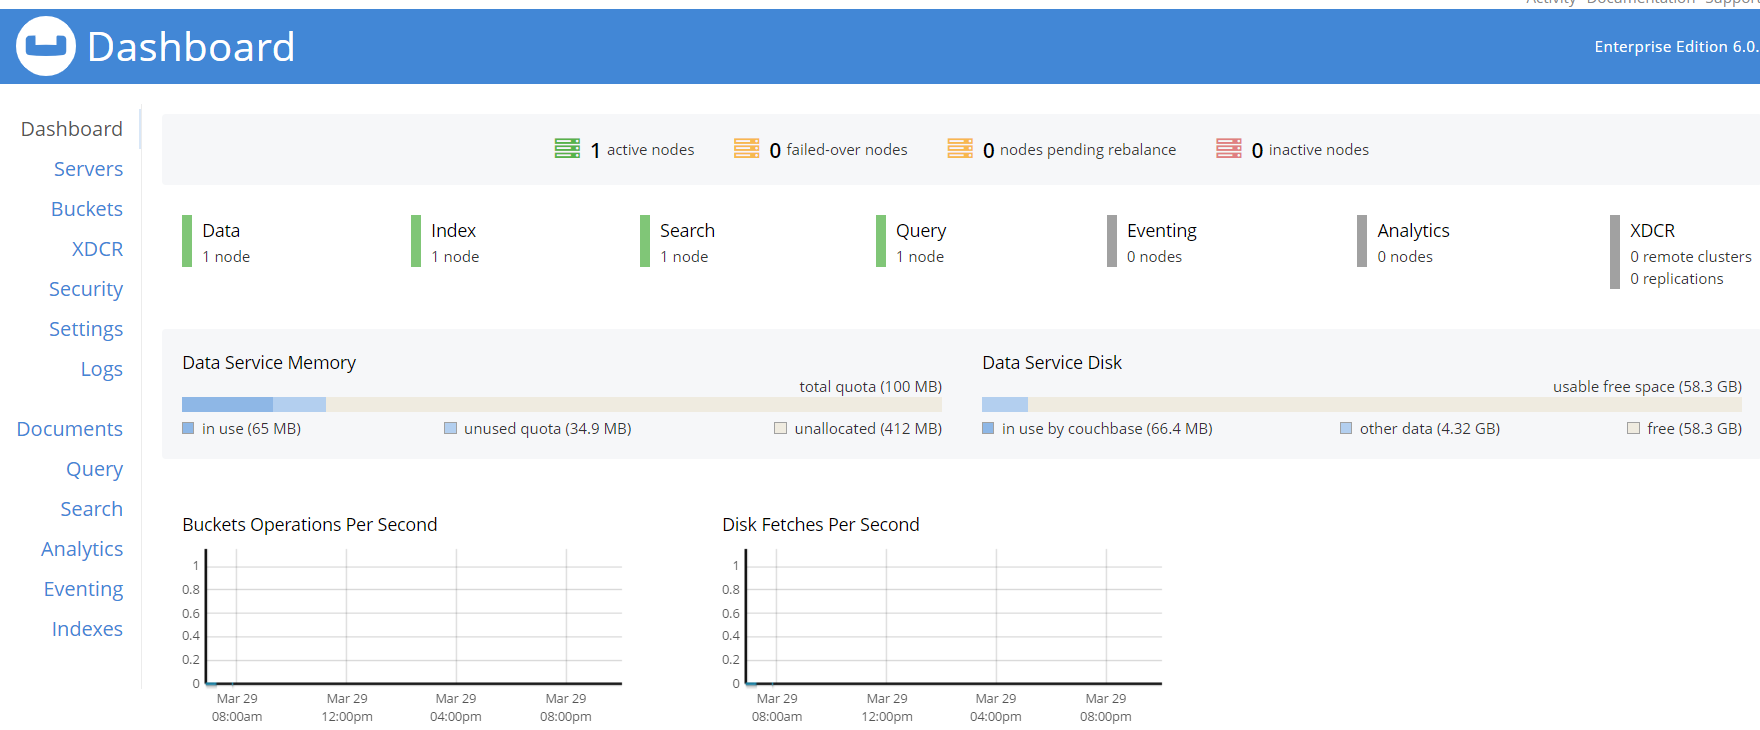 Activity Documentation Support
Dashboard
Enterprise Edition 6.0.
Dashboard
Servers
Buckets
XDCR
Security
Settings
Logs
Documents
Query
Search
Analytics
Eventing
Indexes
1 active nodes 0 failed-over nodes 0 nodes pending rebalance 0 inactive nodes
Data Index Search Query Eventing Analytics XDCR
1 node 1 node 1 node 1 node 0 nodes 0 nodes 0 remote clusters
0 replications
Data Service Memory
total quota (100 MB)
in use (65 MB) unused quota (34.9 MB) unallocated (412 MB)
Data Service Disk
usable free space (58.3 GB)
in use by couchbase (66.4 MB) other data (4.32 GB) free (58.3 GB)
Buckets Operations Per Second
1
0.8
0.6
0.4
0.2
0
Mar 29 Mar 29 Mar 29 Mar 29
08:00am 12:00pm 04:00pm 08:00pm
Disk Fetches Per Second
1
0.8
0.6
0.4
0.2
0
Mar 29 Mar 29 Mar 29 Mar 29
08:00am 12:00pm 04:00pm 08:00pm